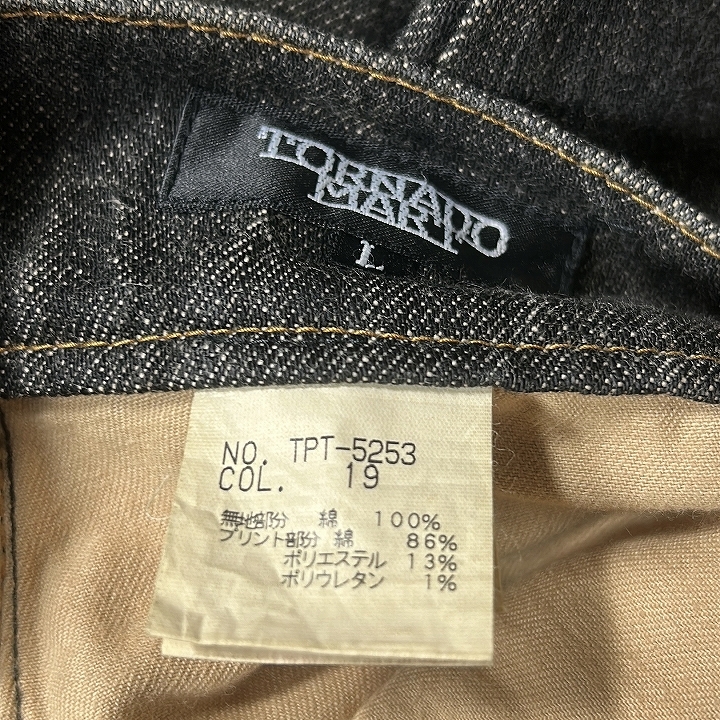 TORNADO
MART
L
NO. TPT-5253
COL. 19
無地部分 綿 100%
プリント部分 綿 86%
ポリエステル 13%
ポリウレタン 1%